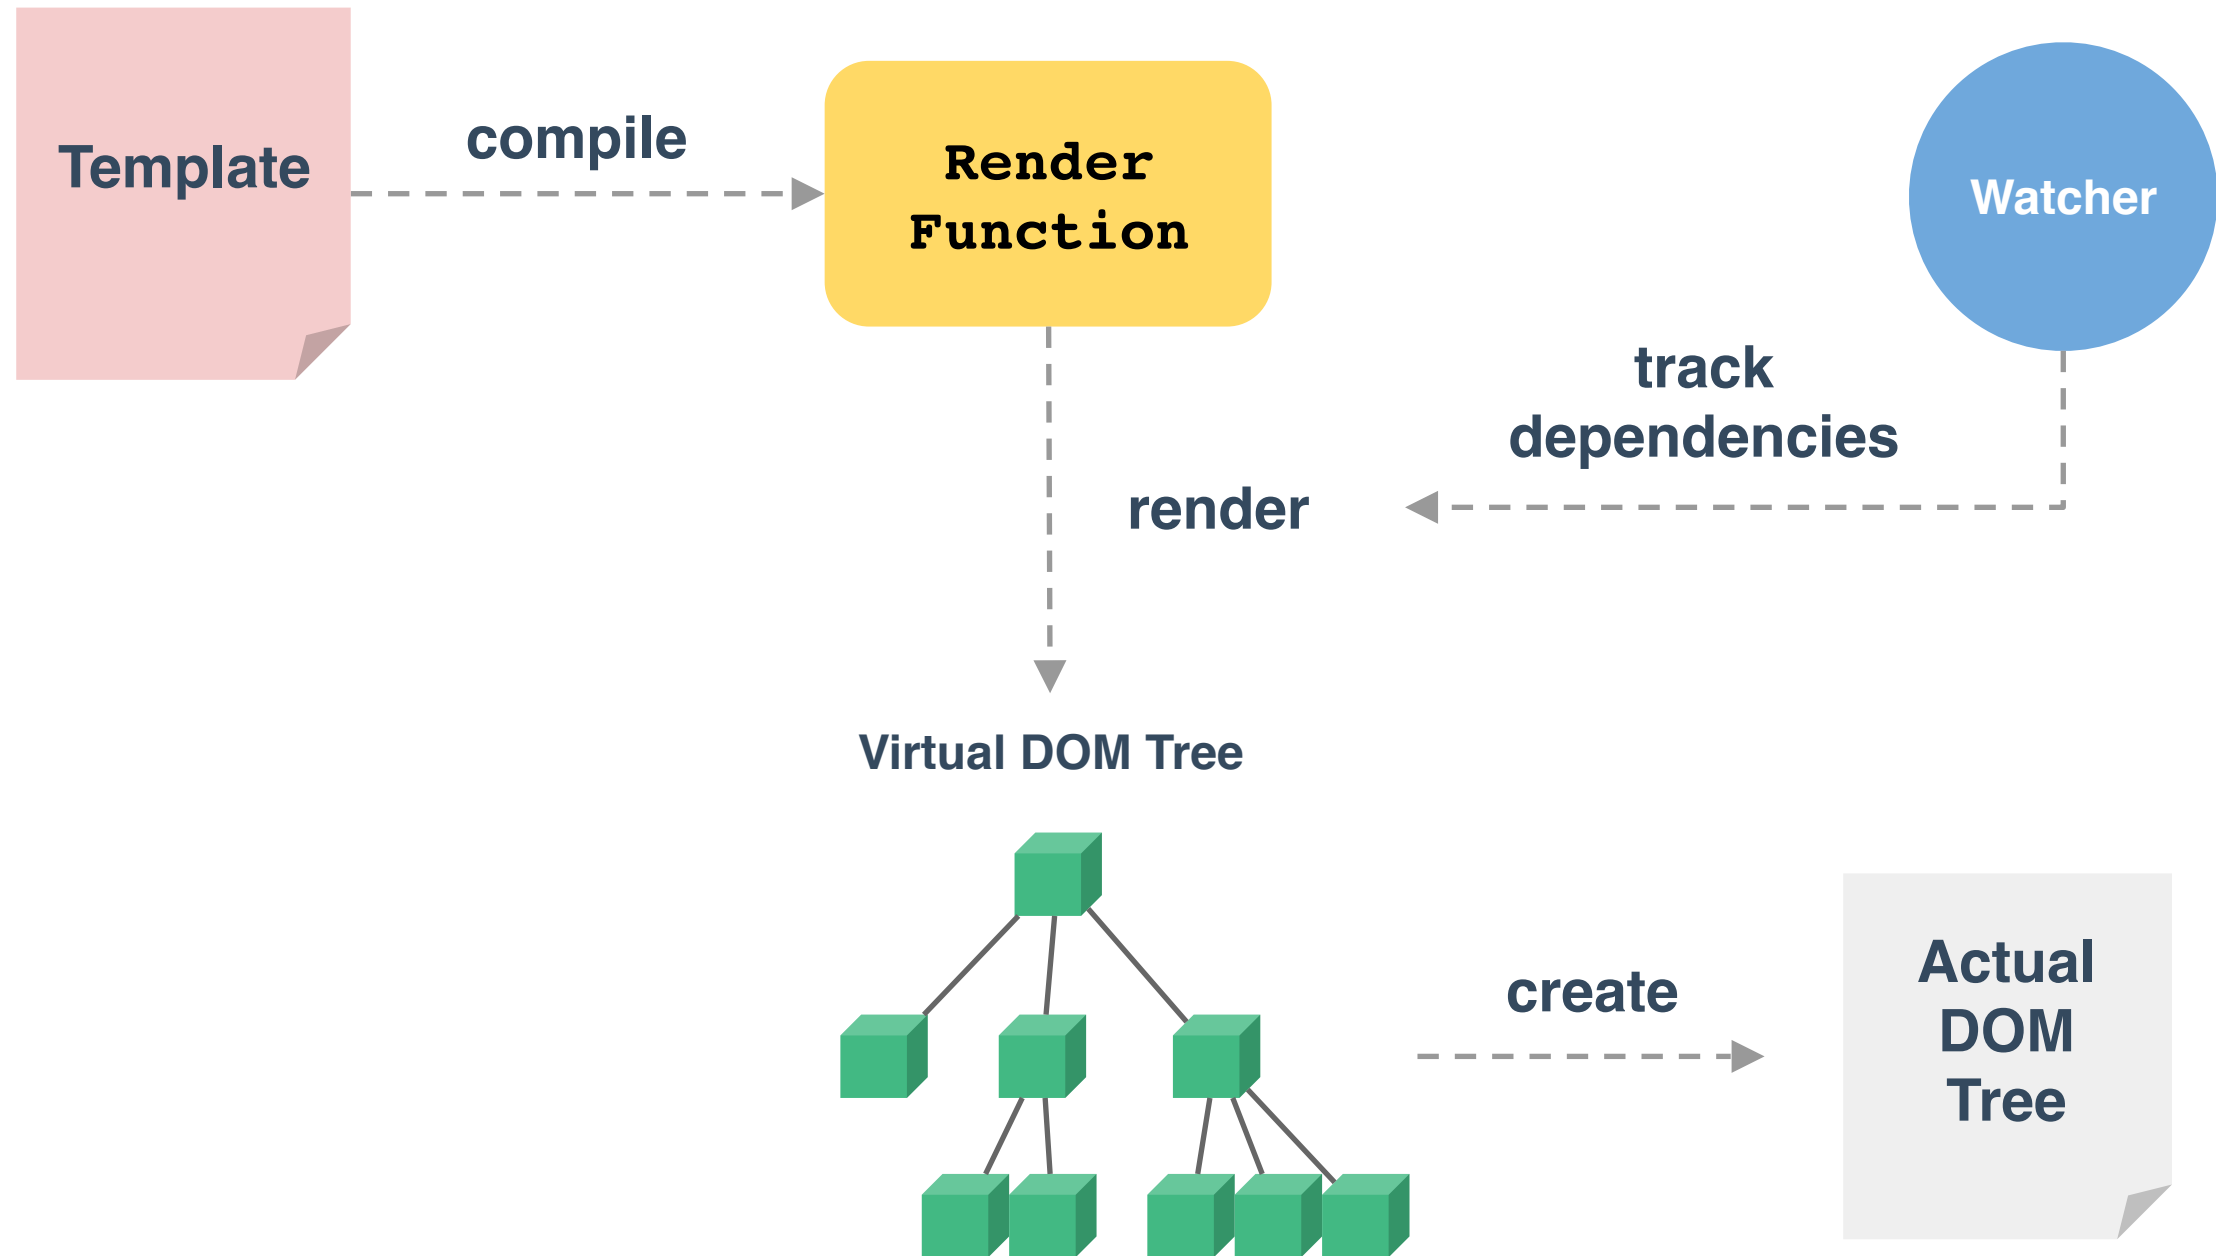 Template
compile
Render
Function
Watcher
track
dependencies
render
Virtual DOM Tree
create
Actual
DOM
Tree